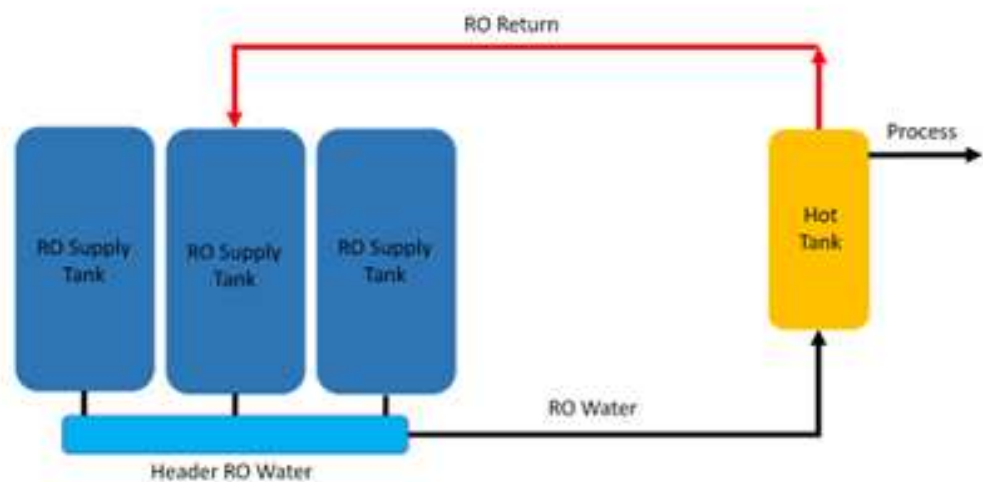 RO Return
Process
RO Supply
Tank
RO Supply
Tank
RO Supply
Tank
Hot
Tank
RO Water
Header RO Water